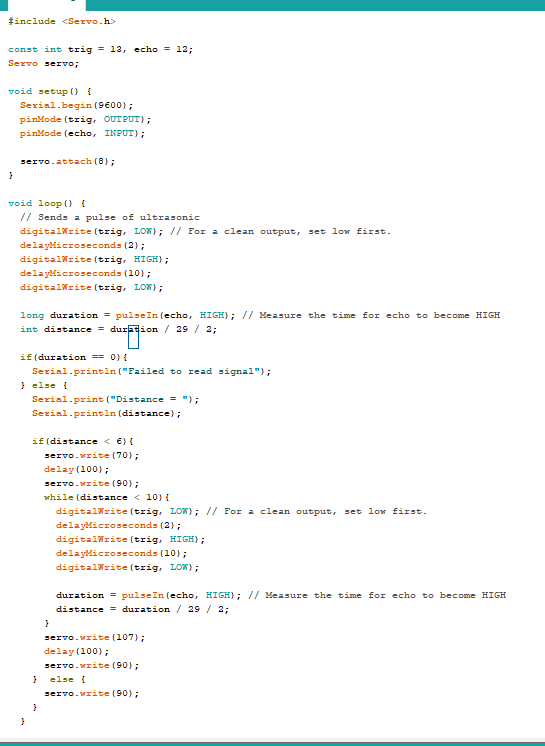 #include <Servo.h>
const int trig = 13, echo = 12;
Servo servo;
void setup() {
Serial.begin(9600);
pinMode(trig, OUTPUT);
pinMode(echo, INPUT);
servo.attach(8);
}
void loop() {
// Sends a pulse of ultrasonic
digitalWrite(trig, LOW); // For a clean output, set low first.
delayMicroseconds(2);
digitalWrite(trig, HIGH);
delayMicroseconds(10);
digitalWrite(trig, LOW);
long duration = pulseIn(echo, HIGH); // Measure the time for echo to become HIGH
int distance = duration / 29 / 2;
if(duration == 0){
Serial.println("Failed to read signal");
} else {
Serial.print("Distance = ");
Serial.println(distance);
if(distance < 6){
servo.write(70);
delay(100);
servo.write(90);
while(distance < 10){
digitalWrite(trig, LOW); // For a clean output, set low first.
delayMicroseconds(2);
digitalWrite(trig, HIGH);
delayMicroseconds(10);
digitalWrite(trig, LOW);
duration = pulseIn(echo, HIGH); // Measure the time for echo to become HIGH
distance = duration / 29 / 2;
}
servo.write(107);
delay(100);
servo.write(90);
} else {
servo.write(90);
}
}